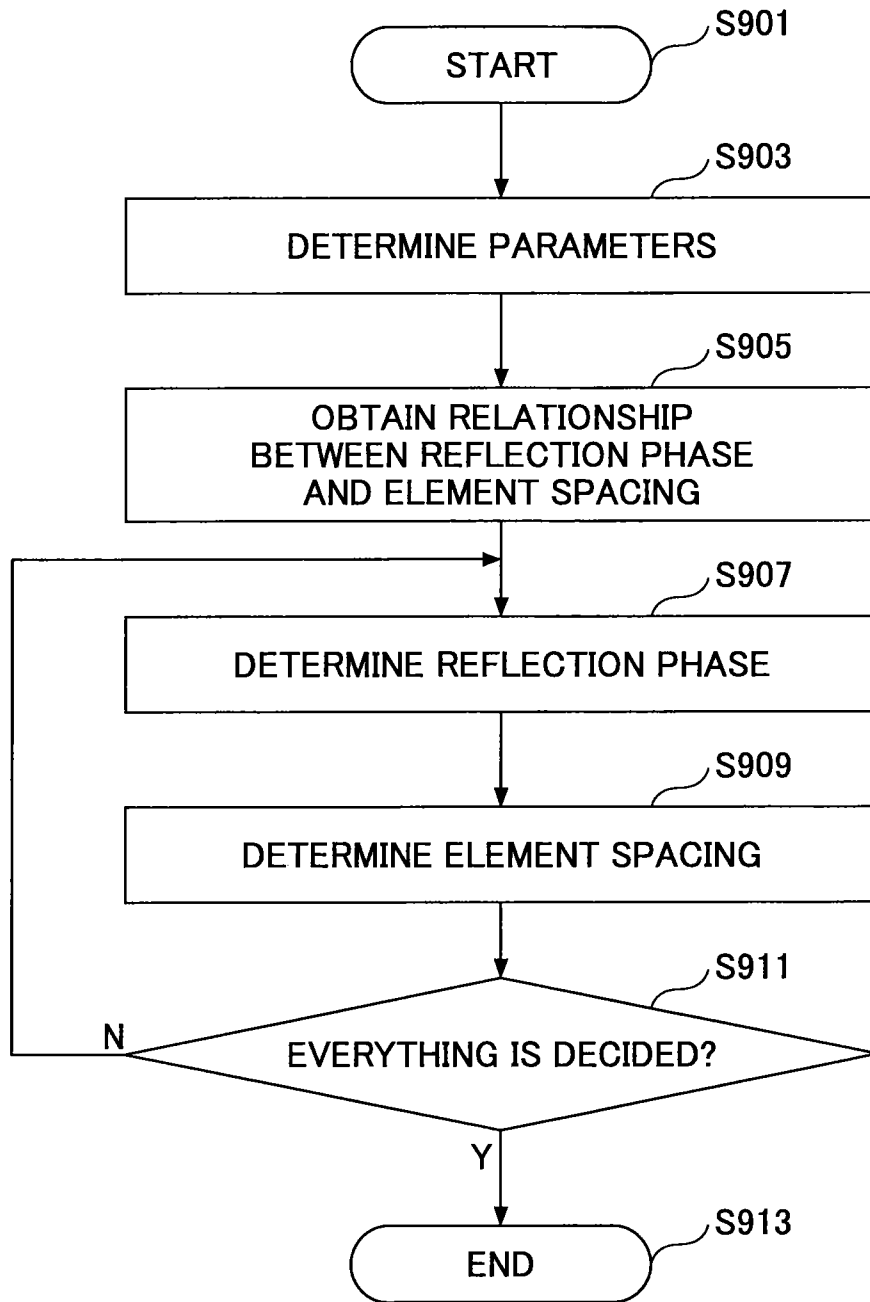 S901
START
S903
DETERMINE PARAMETERS
S905
OBTAIN RELATIONSHIP
BETWEEN REFLECTION PHASE
AND ELEMENT SPACING
S907
DETERMINE REFLECTION PHASE
S909
DETERMINE ELEMENT SPACING
S911
N
EVERYTHING IS DECIDED?
Y
S913
END